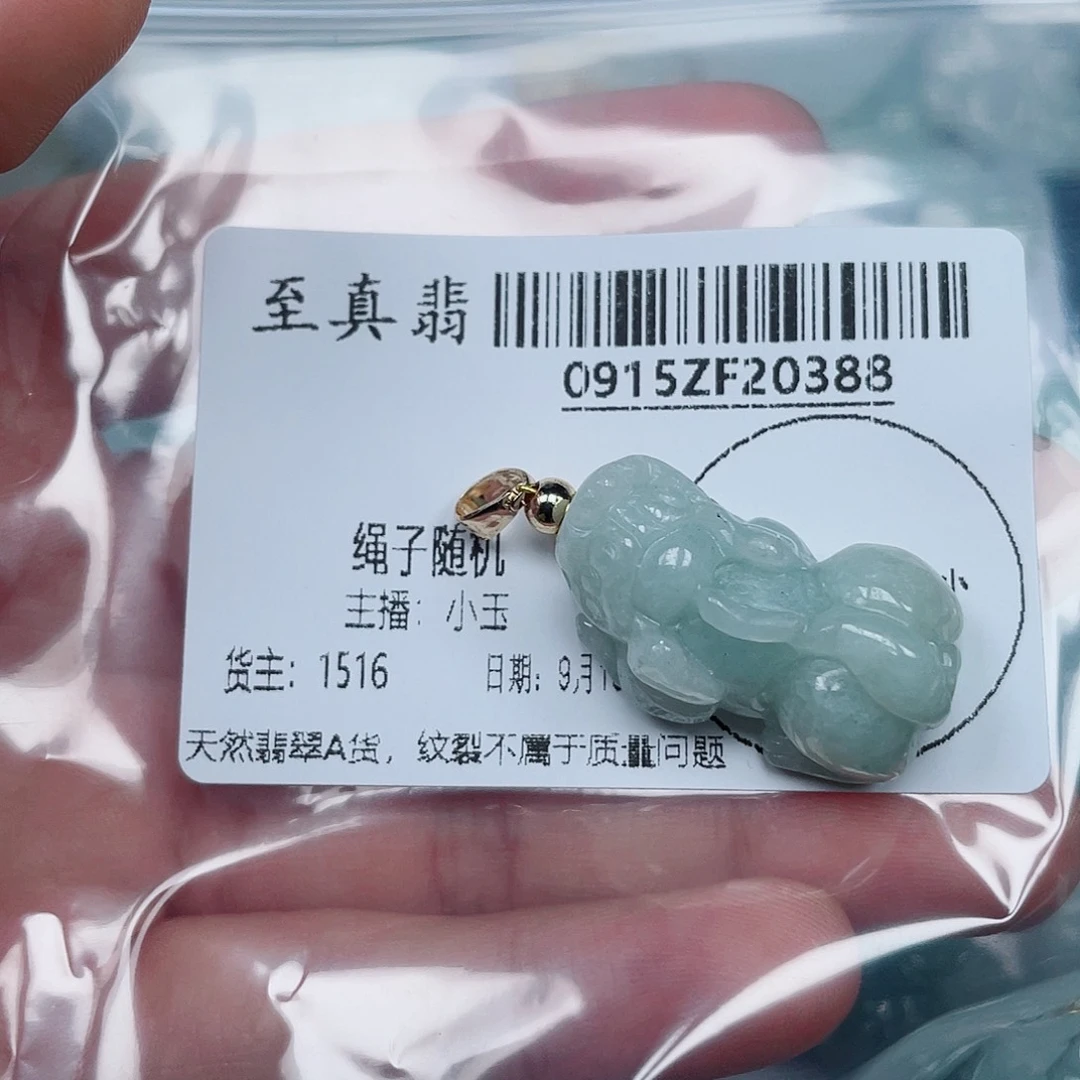 至真翡
0915ZF20388
绳子随机
主播：小玉
货主：1516
日期：9月1
天然翡翠A货，纹裂不属于质量问题